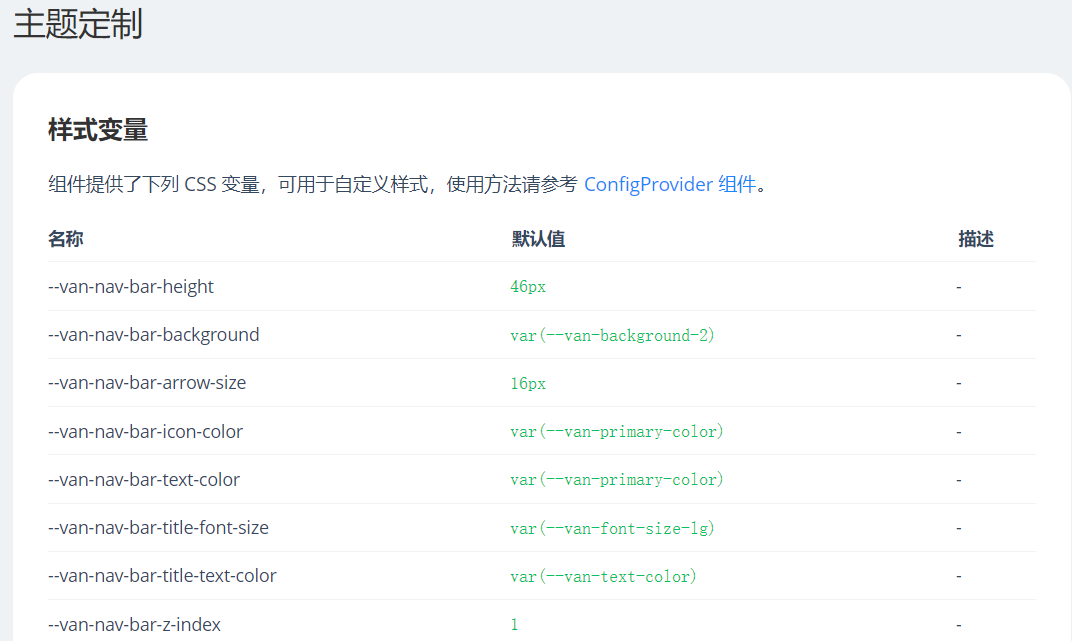 主题定制
样式变量
组件提供了下列 CSS 变量，可用于自定义样式，使用方法请参考 ConfigProvider 组件。
名称 默认值 描述
--van-nav-bar-height 46px -
--van-nav-bar-background var(--van-background-2) -
--van-nav-bar-arrow-size 16px -
--van-nav-bar-icon-color var(--van-primary-color) -
--van-nav-bar-text-color var(--van-primary-color) -
--van-nav-bar-title-font-size var(--van-font-size-lg) -
--van-nav-bar-title-text-color var(--van-text-color) -
--van-nav-bar-z-index 1 -